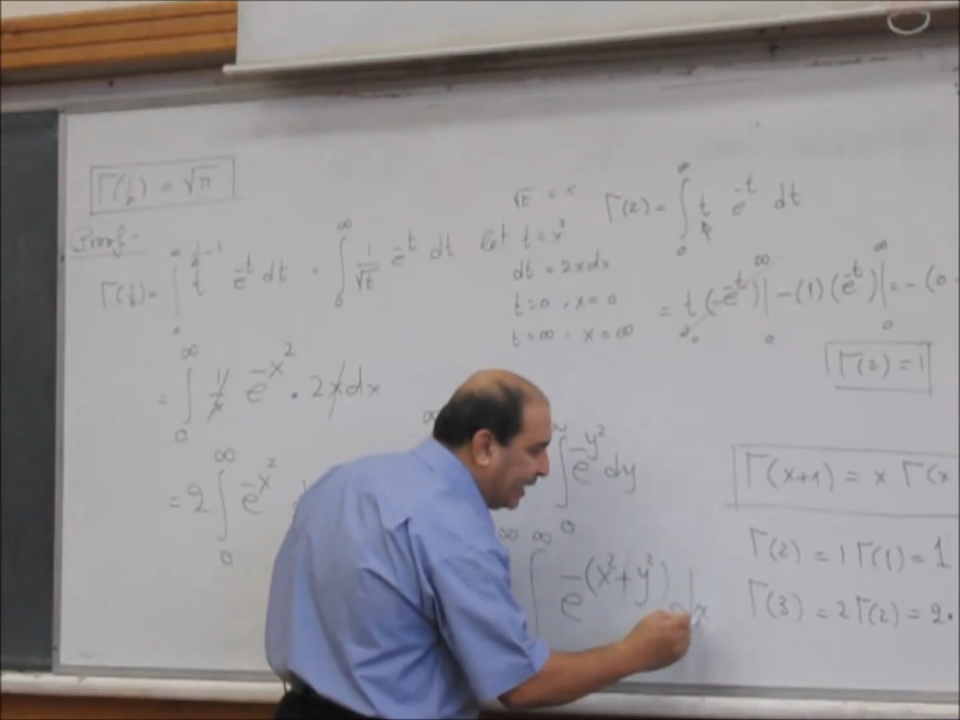 Γ(1/2) = √π
Proof:-
Γ(1/2) = ∫₀^∞ t^(1/2 - 1) e^-t dt = ∫₀^∞ 1/√t e^-t dt let t = x²
√t = x
dt = 2x dx
t=0 , x=0
t=∞ . x=∞
= ∫₀^∞ 1/x e^-x² . 2x dx
= 2 ∫₀^∞ e^-x²
∞
∫₀^∞ e^-y² dy
∞ ∞
∫ e^-(x²+y²) dx
Γ(2) = ∫₀^∞ t e^-t dt
= t (-e^-t) |₀^∞ - (1) (e^-t) |₀^∞ = - (0
Γ(2) = 1
Γ(x+1) = x Γ(x
Γ(2) = 1 Γ(1) = 1
Γ(3) = 2 Γ(2) = 2.